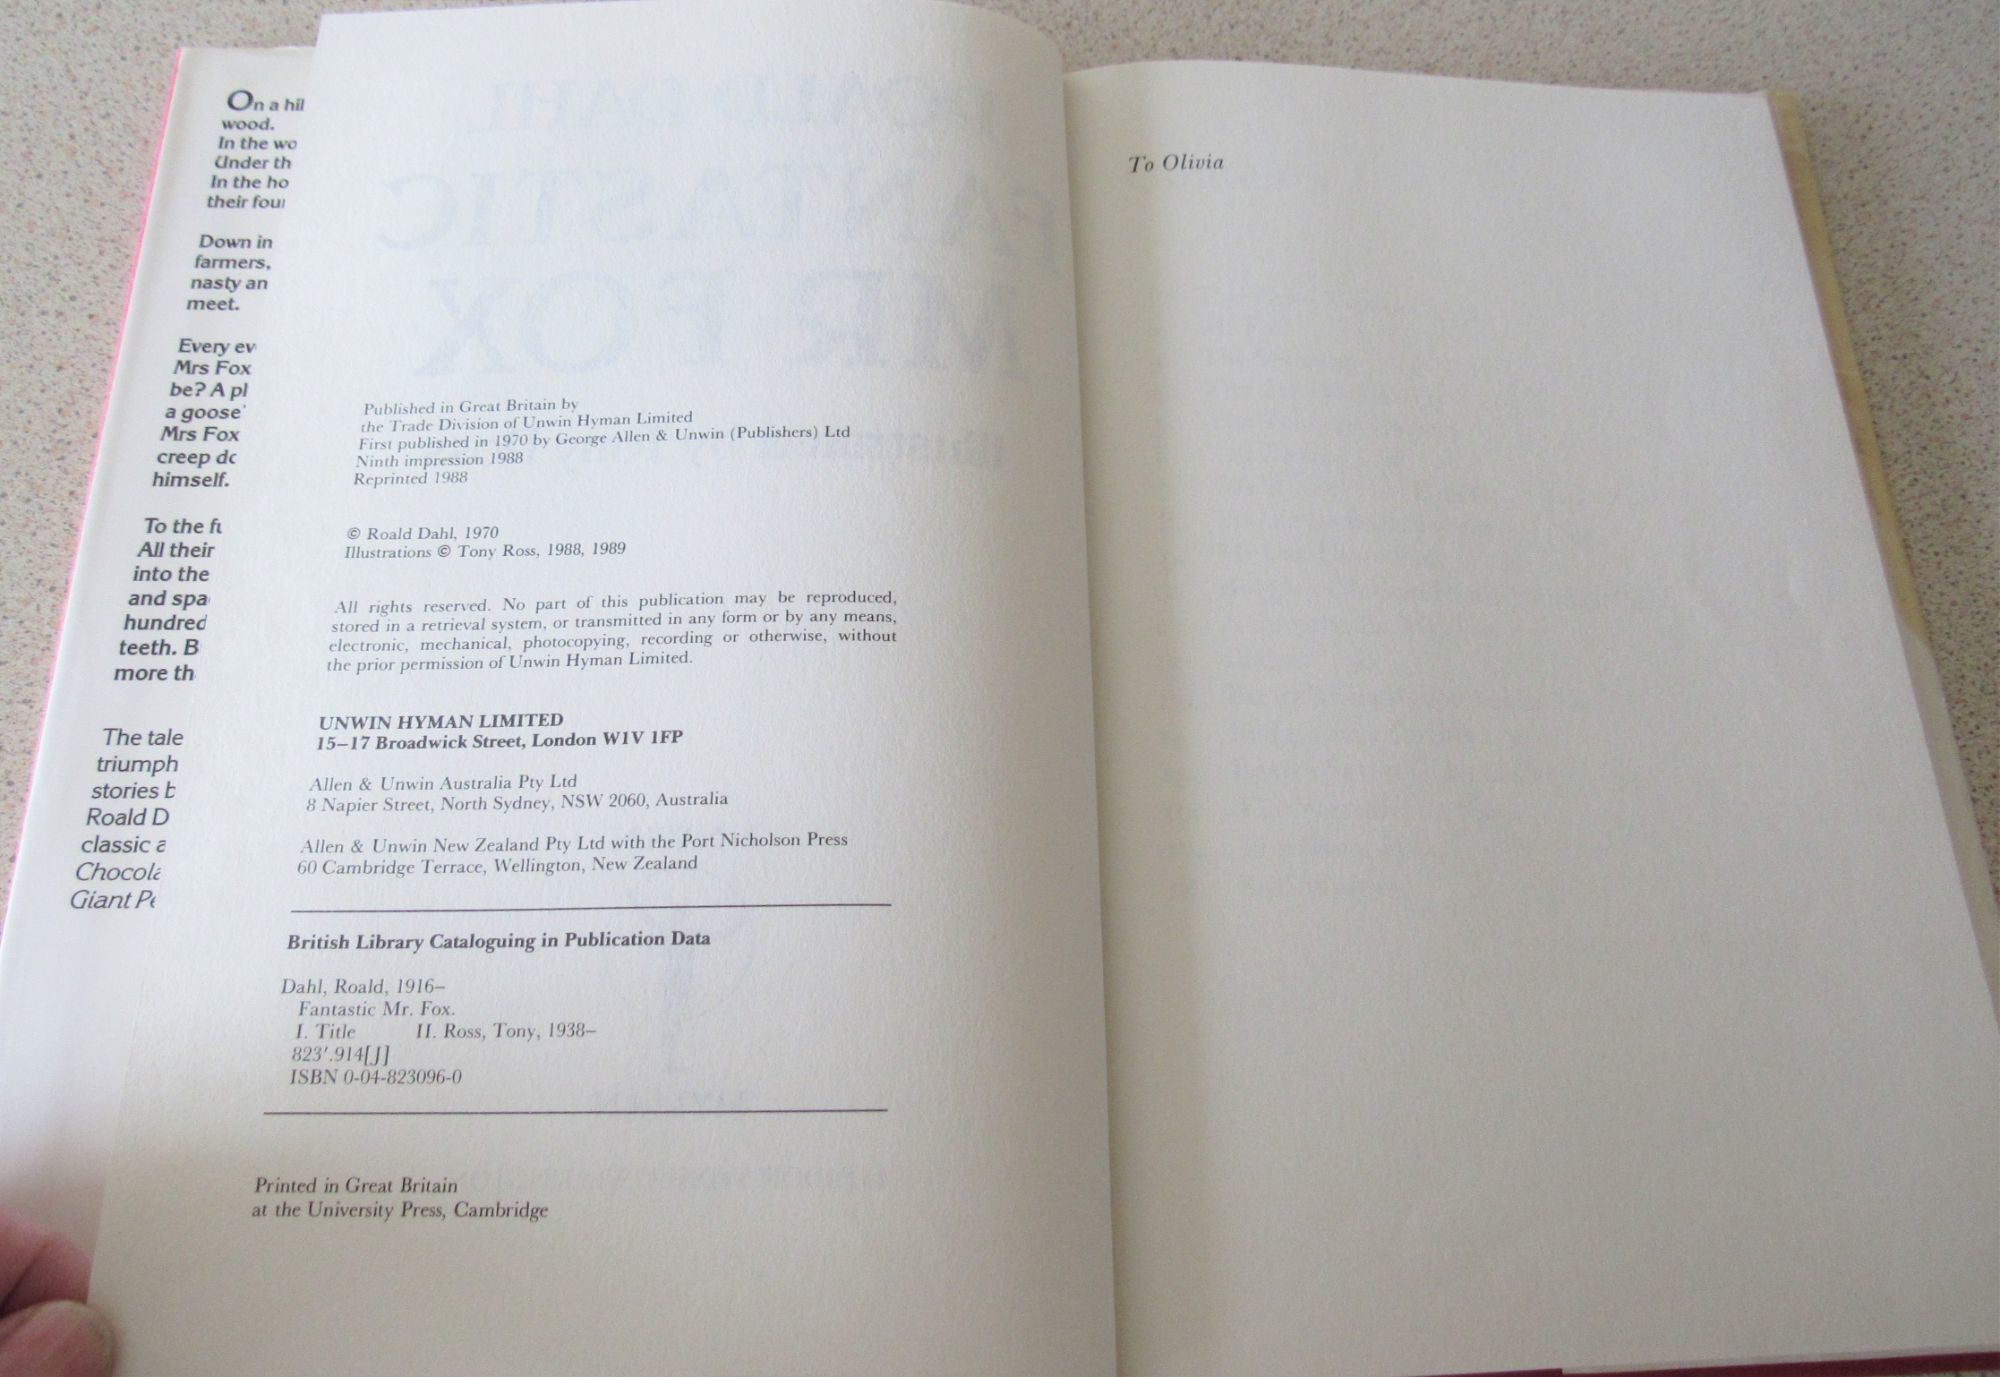 On a hil
wood.
In the wo
Under th
In the ho
their four
Down in
farmers,
nasty an
meet.
Every ev
Mrs Fox
be? A pl
a goose
Mrs Fox
creep do
himself.
To the fu
All their
into the
and spa
hundred
teeth. B
more th
The tale
triumph
stories b
Roald D
classic a
Chocola
Giant Pe
ROALD DAHL
FANTASTIC
MR FOX
Published in Great Britain by
the Trade Division of Unwin Hyman Limited
First published in 1970 by George Allen & Unwin (Publishers) Ltd
Ninth impression 1988
Reprinted 1988
© Roald Dahl, 1970
Illustrations © Tony Ross, 1988, 1989
All rights reserved. No part of this publication may be reproduced,
stored in a retrieval system, or transmitted in any form or by any means,
electronic, mechanical, photocopying, recording or otherwise, without
the prior permission of Unwin Hyman Limited.
UNWIN HYMAN LIMITED
15–17 Broadwick Street, London W1V 1FP
Allen & Unwin Australia Pty Ltd
8 Napier Street, North Sydney, NSW 2060, Australia
Allen & Unwin New Zealand Pty Ltd with the Port Nicholson Press
60 Cambridge Terrace, Wellington, New Zealand
British Library Cataloguing in Publication Data
Dahl, Roald, 1916–
Fantastic Mr. Fox.
I. Title II. Ross, Tony, 1938–
823′.914[J]
ISBN 0-04-823096-0
Printed in Great Britain
at the University Press, Cambridge
To Olivia